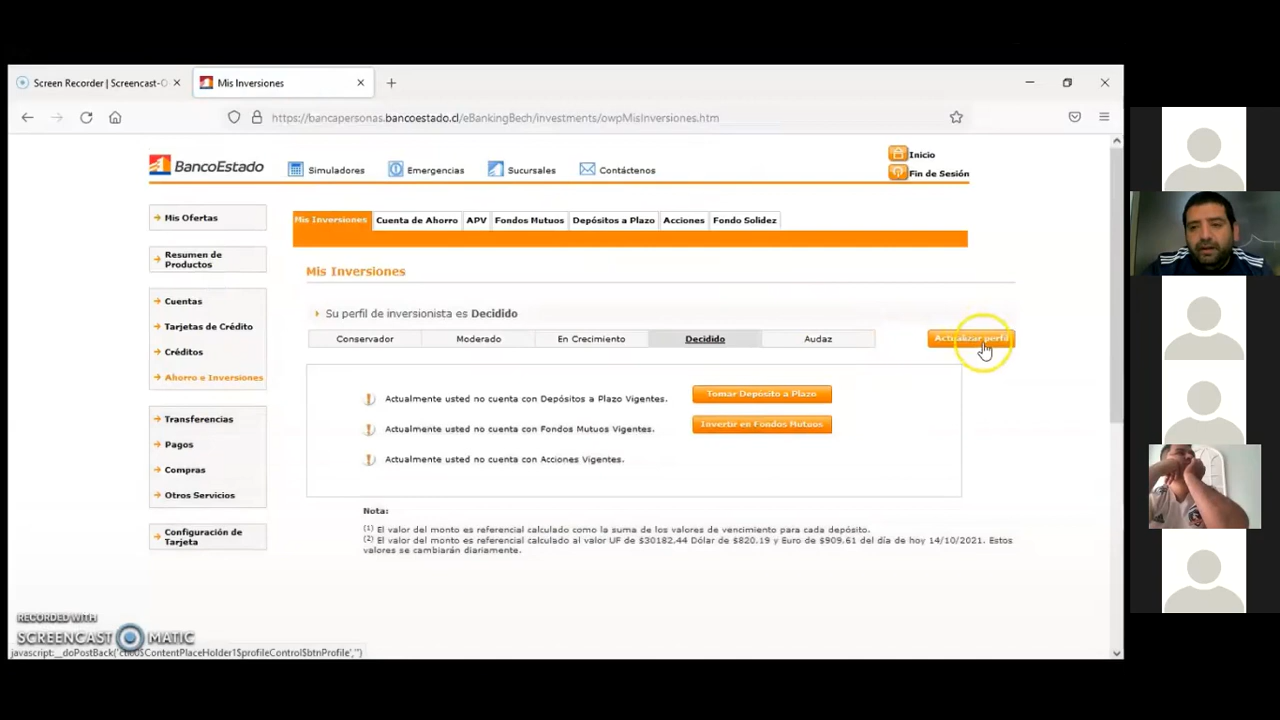 Screen Recorder | Screencast-O
Mis Inversiones
https://bancapersonas.bancoestado.cl/eBankingBech/Investments/owpMisInversiones.htm
BancoEstado
Simuladores
Emergencias
Sucursales
Contáctenos
Inicio
Fin de Sesión
Mis Ofertas
Resumen de
Productos
Cuentas
Tarjetas de Crédito
Créditos
Ahorro e Inversiones
Transferencias
Pagos
Compras
Otros Servicios
Configuración de
Tarjeta
Mis Inversiones
Cuenta de Ahorro
APV
Fondos Mutuos
Depósitos a Plazo
Acciones
Fondo Solidez
Mis Inversiones
Su perfil de inversionista es Decidido
Conservador
Moderado
En Crecimiento
Decidido
Audaz
Actualizar perfil
Actualmente usted no cuenta con Depósitos a Plazo Vigentes.
Tomar Depósito a Plazo
Actualmente usted no cuenta con Fondos Mutuos Vigentes.
Invertir en Fondos Mutuos
Actualmente usted no cuenta con Acciones Vigentes.
Nota:
(1) El valor del monto es referencial calculado como la suma de los valores de vencimiento para cada depósito.
(2) El valor del monto es referencial calculado al valor UF de $30182.44 Dólar de $820.19 y Euro de $909.61 del día de hoy 14/10/2021. Estos
valores se cambiarán diariamente.
RECORDED WITH
SCREENCAST MATIC
javascript:__doPostBack('ctl00$ContentPlaceHolder1$profileControl$btnProfile','')